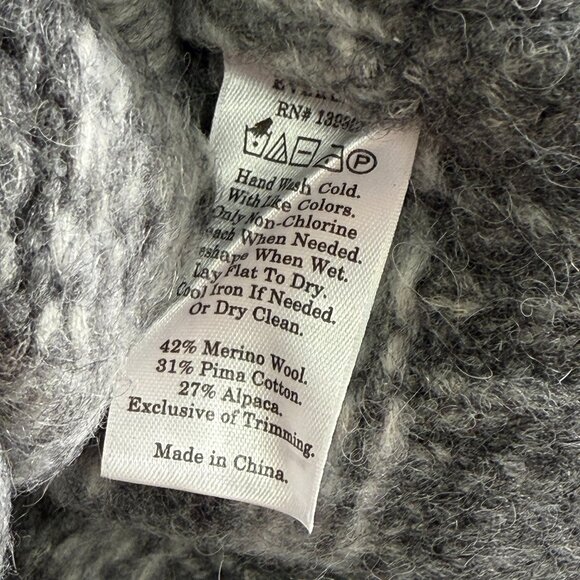 RN#
P
Hand Wash Cold.
With Like Colors.
Only Non-Chlorine
When Needed.
When Wet.
Lay Flat To Dry.
Cool Iron If Needed.
Or Dry Clean.
42% Merino Wool.
31% Pima Cotton.
27% Alpaca.
Exclusive of Trimming.
Made in China.